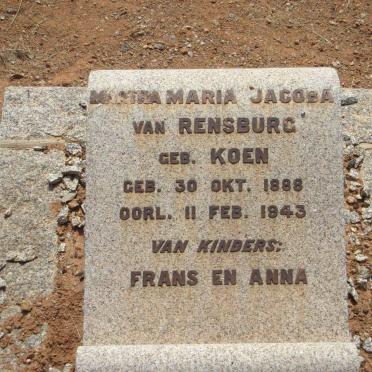 MARTHA MARIA JACOBA
VAN RENSBURG
GEB. KOEN
GEB. 30 OKT. 1888
OORL. 11 FEB. 1943
VAN KINDERS:
FRANS EN ANNA